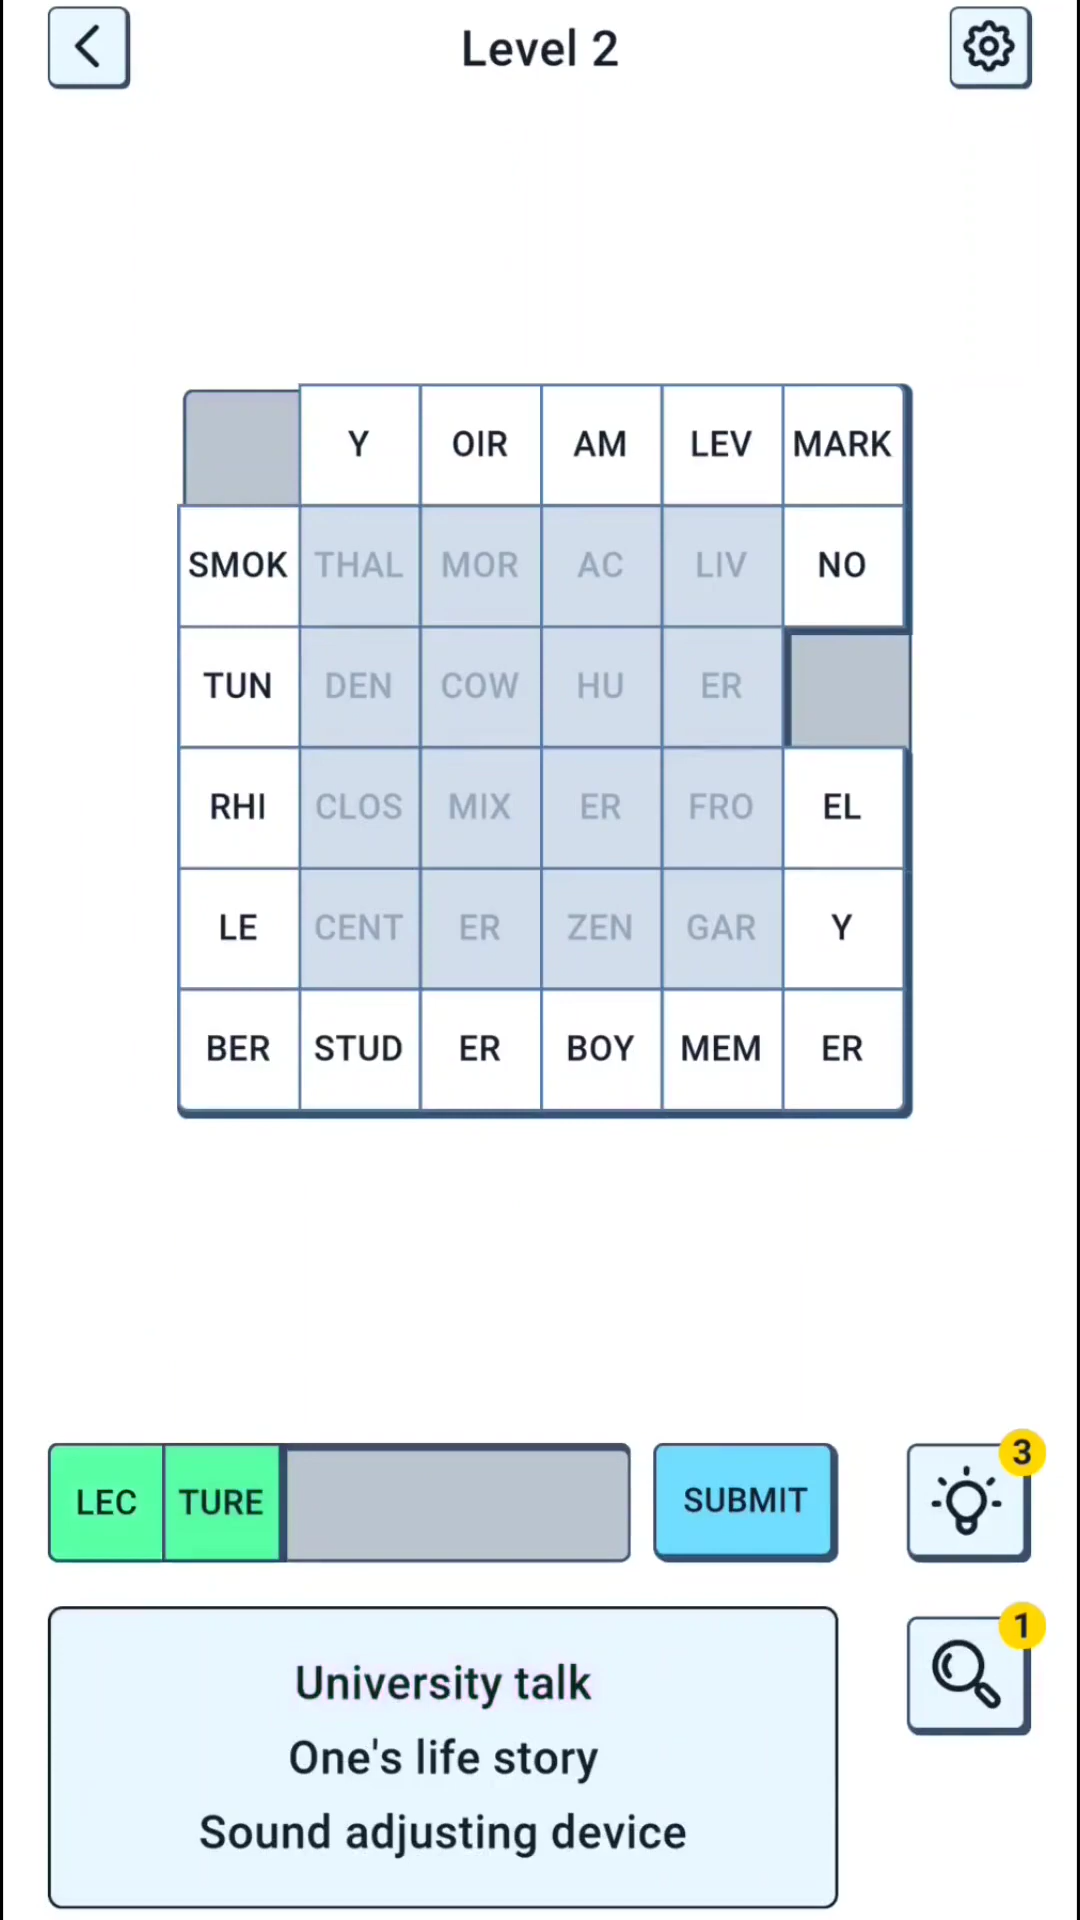 Level 2
Y OIR AM LEV MARK
SMOK THAL MOR AC LIV NO
TUN DEN COW HU ER
RHI CLOS MIX ER FRO EL
LE CENT ER ZEN GAR Y
BER STUD ER BOY MEM ER
3
LEC TURE SUBMIT
1
University talk
One's life story
Sound adjusting device